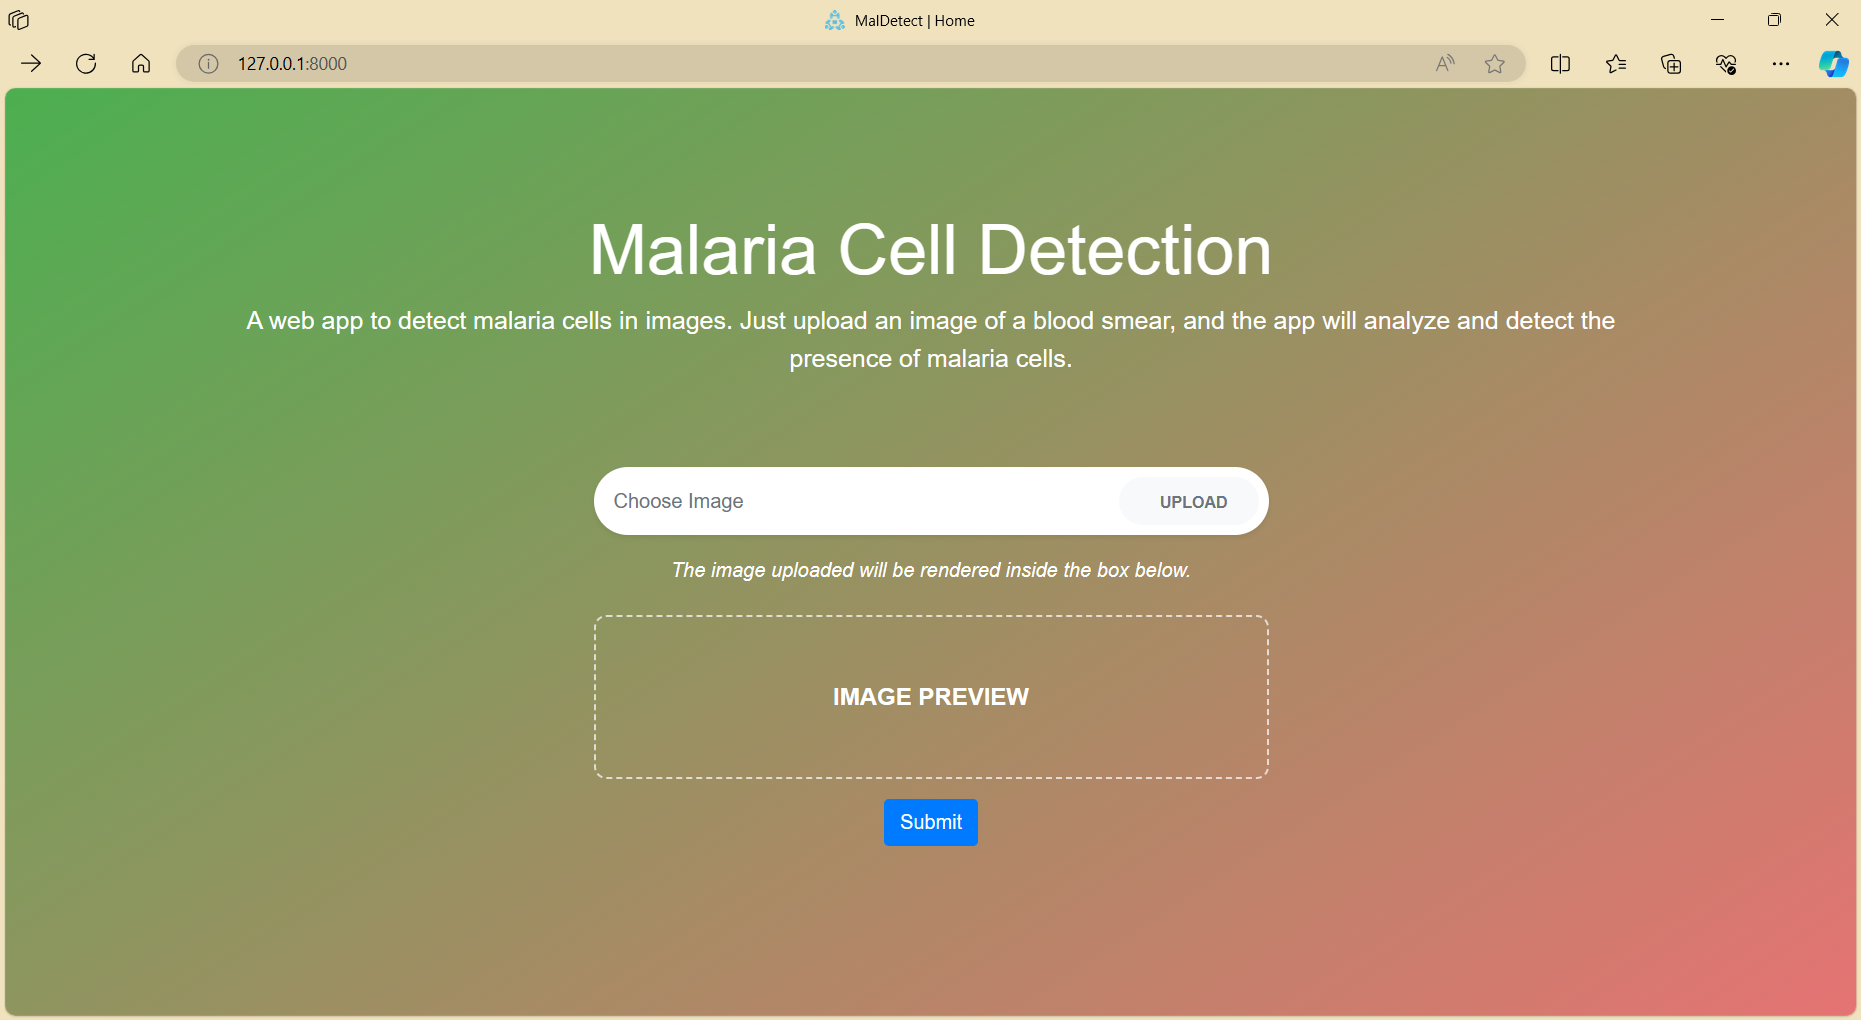 MalDetect | Home
127.0.0.1:8000
Malaria Cell Detection
A web app to detect malaria cells in images. Just upload an image of a blood smear, and the app will analyze and detect the
presence of malaria cells.
Choose Image
UPLOAD
The image uploaded will be rendered inside the box below.
IMAGE PREVIEW
Submit